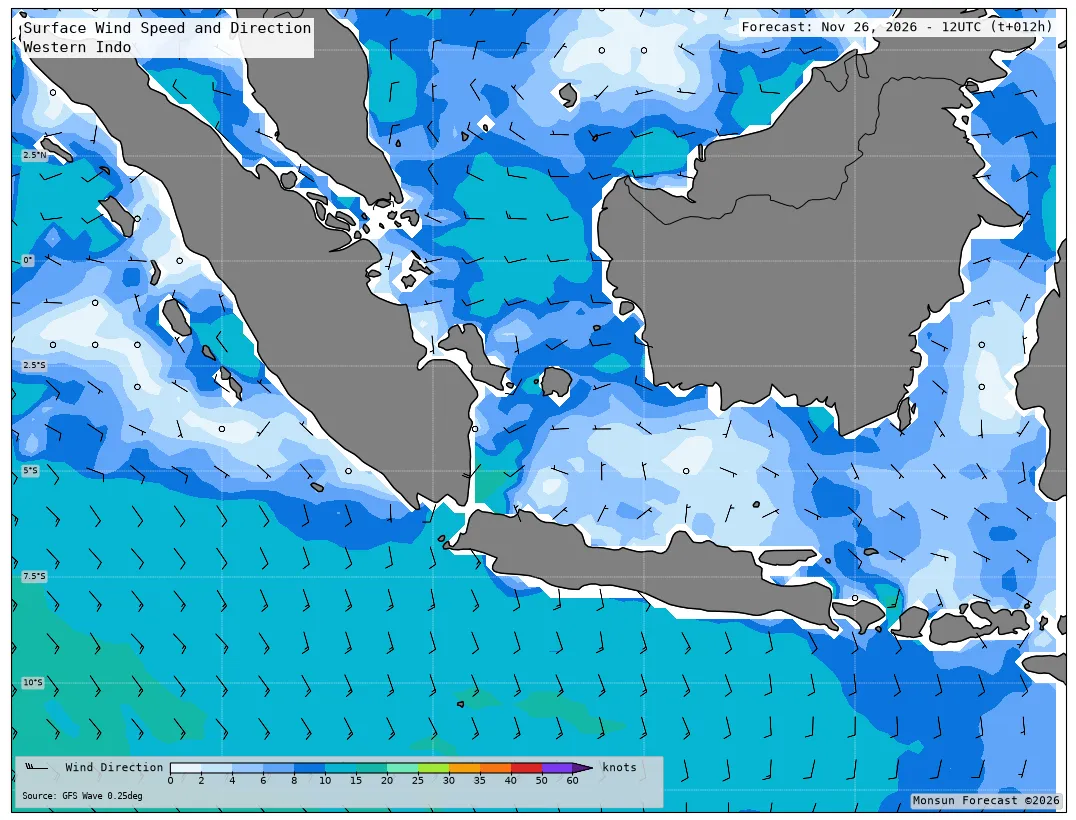 Surface Wind Speed and Direction
Western Indo
Forecast: Nov 26, 2026 - 12UTC (t+012h)
2.5°N
0°
2.5°S
5°S
7.5°S
10°S
Wind Direction
0 2 4 6 8 10 15 20 25 30 40 50 60
knots
Source: GFS Wave 0.25deg
Monsun Forecast ©2026